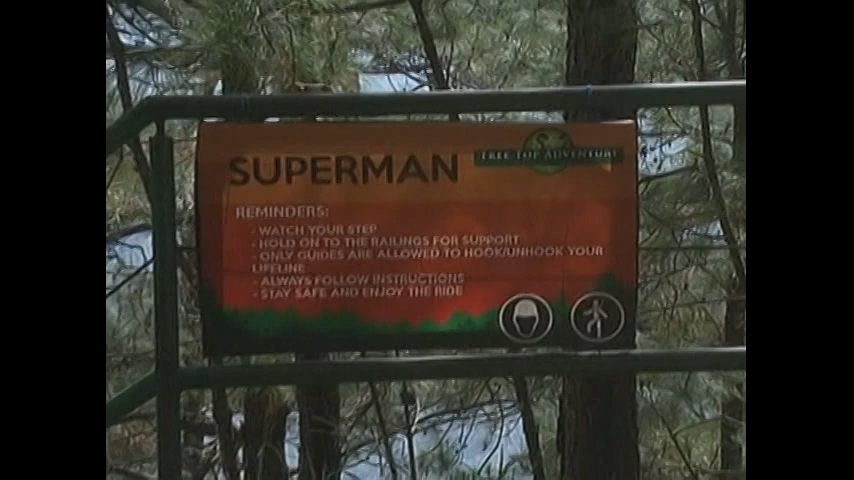 SUPERMAN
TREE TOP ADVENTURE
REMINDERS:
- WATCH YOUR STEP
- HOLD ON TO THE RAILINGS FOR SUPPORT
- ONLY GUIDES ARE ALLOWED TO HOOK/UNHOOK YOUR
LIFELINE
- ALWAYS FOLLOW INSTRUCTIONS
- STAY SAFE AND ENJOY THE RIDE